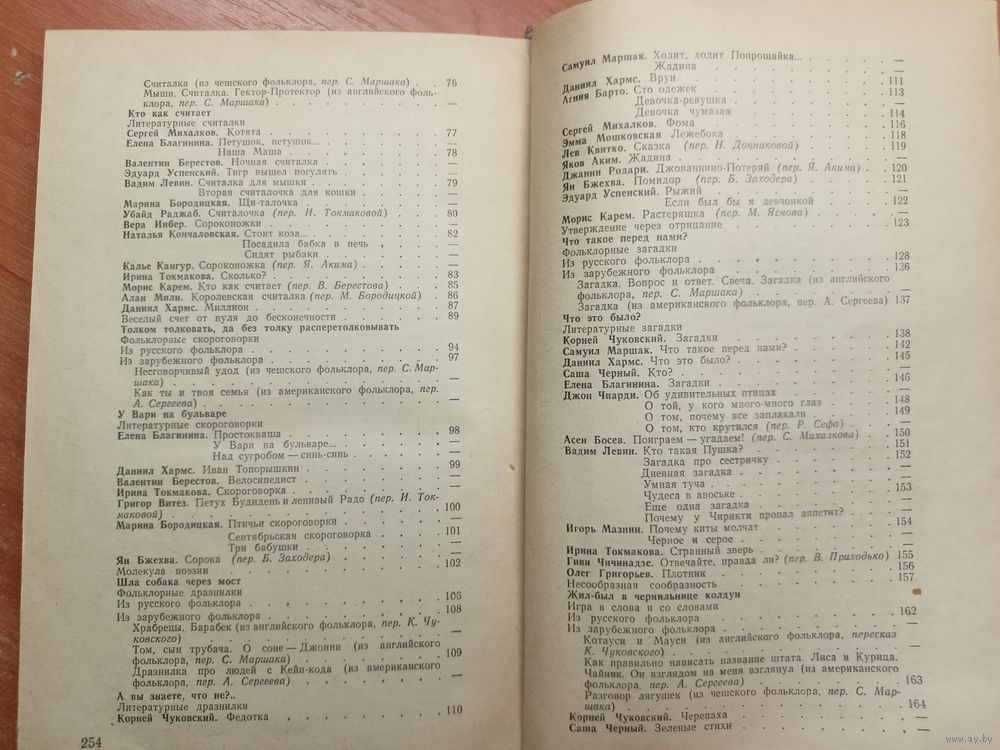 Считалка (из чешского фольклора, пер. С. Маршака) . 76
Мыши. Считалка. Гектор-Протектор (из английского фоль-
клора, пер. С. Маршака) . . . . . . . . —
Кто как считает
Литературные считалки
Сергей Михалков. Котята . . . . . . . . 77
Елена Благинина. Петушок, петушок... . . . . . —
Наша Маша . . . . . . . 78
Валентин Берестов. Ночная считалка . . . . . —
Эдуард Успенский. Тигр вышел погулять . . . . . —
Вадим Левин. Считалка для мышки . . . . . . 79
Вторая считалочка для кошки . . . . —
Марина Бородицкая. Щи-талочка . . . . . . —
Убайд Раджаб. Считалочка (пер. И. Токмаковой) . . . 80
Вера Инбер. Сороконожки . . . . . . . . —
Наталья Кончаловская. Стоит коза... . . . . . 82
Посадила бабка в печь . . . . —
Сидят рыбаки . . . . . —
Калье Кангур. Сороконожка (пер. Я. Акима) . . . . —
Ирина Токмакова. Сколько? . . . . . . . 83
Морис Карем. Кто как считает (пер. В. Берестова) . . 85
Алан Милн. Королевская считалка (пер. М. Бородицкой) . 86
Даниил Хармс. Миллион . . . . . . . . 87
Веселый счет от нуля до бесконечности . . . . . 89
Толком толковать, да без толку расперетолковывать
Фольклорные скороговорки
Из русского фольклора . . . . . . . . 94
Из зарубежного фольклора . . . . . . . . 97
Несговорчивый удод (из чешского фольклора, пер. С. Мар-
шака) . . . . . . . . . . . —
Как ты и твоя семья (из американского фольклора, пер.
А. Сергеева) . . . . . . . . . . —
У Вари на бульваре
Литературные скороговорки
Елена Благинина. Простокваша . . . . . . . 98
У Вари на бульваре... . . . . —
Над сугробом — синь-синь . . . . —
Даниил Хармс. Иван Топорышкин . . . . . . 99
Валентин Берестов. Велосипедист . . . . . . —
Ирина Токмакова. Скороговорка . . . . . . —
Григор Витез. Петух Будидень и ленивый Радо (пер. И. Ток-
маковой) . . . . . . . . . . 100
Марина Бородицкая. Птичьи скороговорки . . . . —
Сентябрьская скороговорка . . . 101
Три бабушки . . . . . . —
Ян Бжехва. Сорока (пер. Б. Заходера) . . . . . —
Молекула поэзии . . . . . . . . . 102
Шла собака через мост
Фольклорные дразнилки
Из русского фольклора . . . . . . . . 106
Из зарубежного фольклора . . . . . . . . 108
Храбрецы. Барабек (из английского фольклора, пер. К. Чу-
ковского) . . . . . . . . . . —
Том, сын трубача. О соне — Джонни (из английского
фольклора, пер. С. Маршака) . . . . . . 109
Дразнилка про людей с Кейп-кода (из американского
фольклора, пер. А. Сергеева) . . . . . . —
А вы знаете, что не?..
Литературные дразнилки
Корней Чуковский. Федотка . . . . . . . 110
254
Самуил Маршак. Ходит, ходит Попрошайка... . . . . —
Жадина . . . . . . . —
Даниил Хармс. Врун . . . . . . . . . 111
Агния Барто. Сто одежек . . . . . . . . 113
Девочка-ревушка . . . . . . . —
Девочка чумазая . . . . . . . 114
Сергей Михалков. Фома . . . . . . . . 116
Эмма Мошковская Лежебока . . . . . . . 118
Лев Квитко. Сказка (пер. Н. Донниковой) . . . . 119
Яков Аким. Жадина . . . . . . . . . —
Джанни Родари. Джованнино-Потеряй (пер. Я. Акима) . . 120
Ян Бжехва. Помидор (пер. Б. Заходера) . . . . . 121
Эдуард Успенский. Рыжий . . . . . . . . —
Если был бы я девчонкой . . . . 122
Морис Карем. Растеряшка (пер. М. Яснова) . . . . —
Утверждение через отрицание . . . . . . . 123
Что такое перед нами?
Фольклорные загадки
Из русского фольклора . . . . . . . . 128
Из зарубежного фольклора . . . . . . . . 136
Загадка. Вопрос и ответ. Свеча. Загадка (из английского
фольклора, пер. С. Маршака) . . . . . . —
Загадка (из американского фольклора, пер. А. Сергеева) 137
Что это было?
Литературные загадки
Корней Чуковский. Загадки . . . . . . . 138
Самуил Маршак. Что такое перед нами? . . . . . 142
Даниил Хармс. Что это было? . . . . . . . 145
Саша Черный. Кто? . . . . . . . . . —
Елена Благинина. Загадки . . . . . . . . 146
Джон Чиарди. Об удивительных птицах . . . . . —
О той, у кого много-много глаз . . . 148
О том, почему все заплакали . . . . 149
О том, кто крутился (пер. Р. Сефа) . . —
Асен Босев. Поиграем — угадаем! (пер. С. Михалкова) . . 150
Вадим Левин. Кто такая Пушка? . . . . . . 151
Загадка про сестричку . . . . . 152
Дневная загадка . . . . . . . —
Умная туча . . . . . . . . —
Чудеса в авоське . . . . . . . 153
Еще одна загадка . . . . . . . —
Почему у Чирикти пропал аппетит? . . . —
Игорь Мазнин. Почему киты молчат . . . . . . 154
Черное и серое . . . . . . . —
Ирина Токмакова. Странный зверь . . . . . . —
Гиви Чичинадзе. Отвечайте, правда ли? (пер. В. Приходько) 155
Олег Григорьев. Плотник . . . . . . . . 156
Несообразная сообразность . . . . . . . . 157
Жил-был в чернильнице колдун
Игра в слова и со словами
Из русского фольклора . . . . . . . . 162
Из зарубежного фольклора . . . . . . . . —
Котауси и Мауси (из английского фольклора, пересказ
К. Чуковского) . . . . . . . . . —
Как правильно написать название штата. Лиса и Курица.
Чайник. Он взглядом на меня взглянул (из американского
фольклора, пер. А. Сергеева) . . . . . . 163
Разговор лягушек (из чешского фольклора, пер. С. Мар-
шака) . . . . . . . . . . . 164
Корней Чуковский. Черепаха . . . . . . . —
Саша Черный. Зеленые стихи . . . . . . . —
www.ay.by